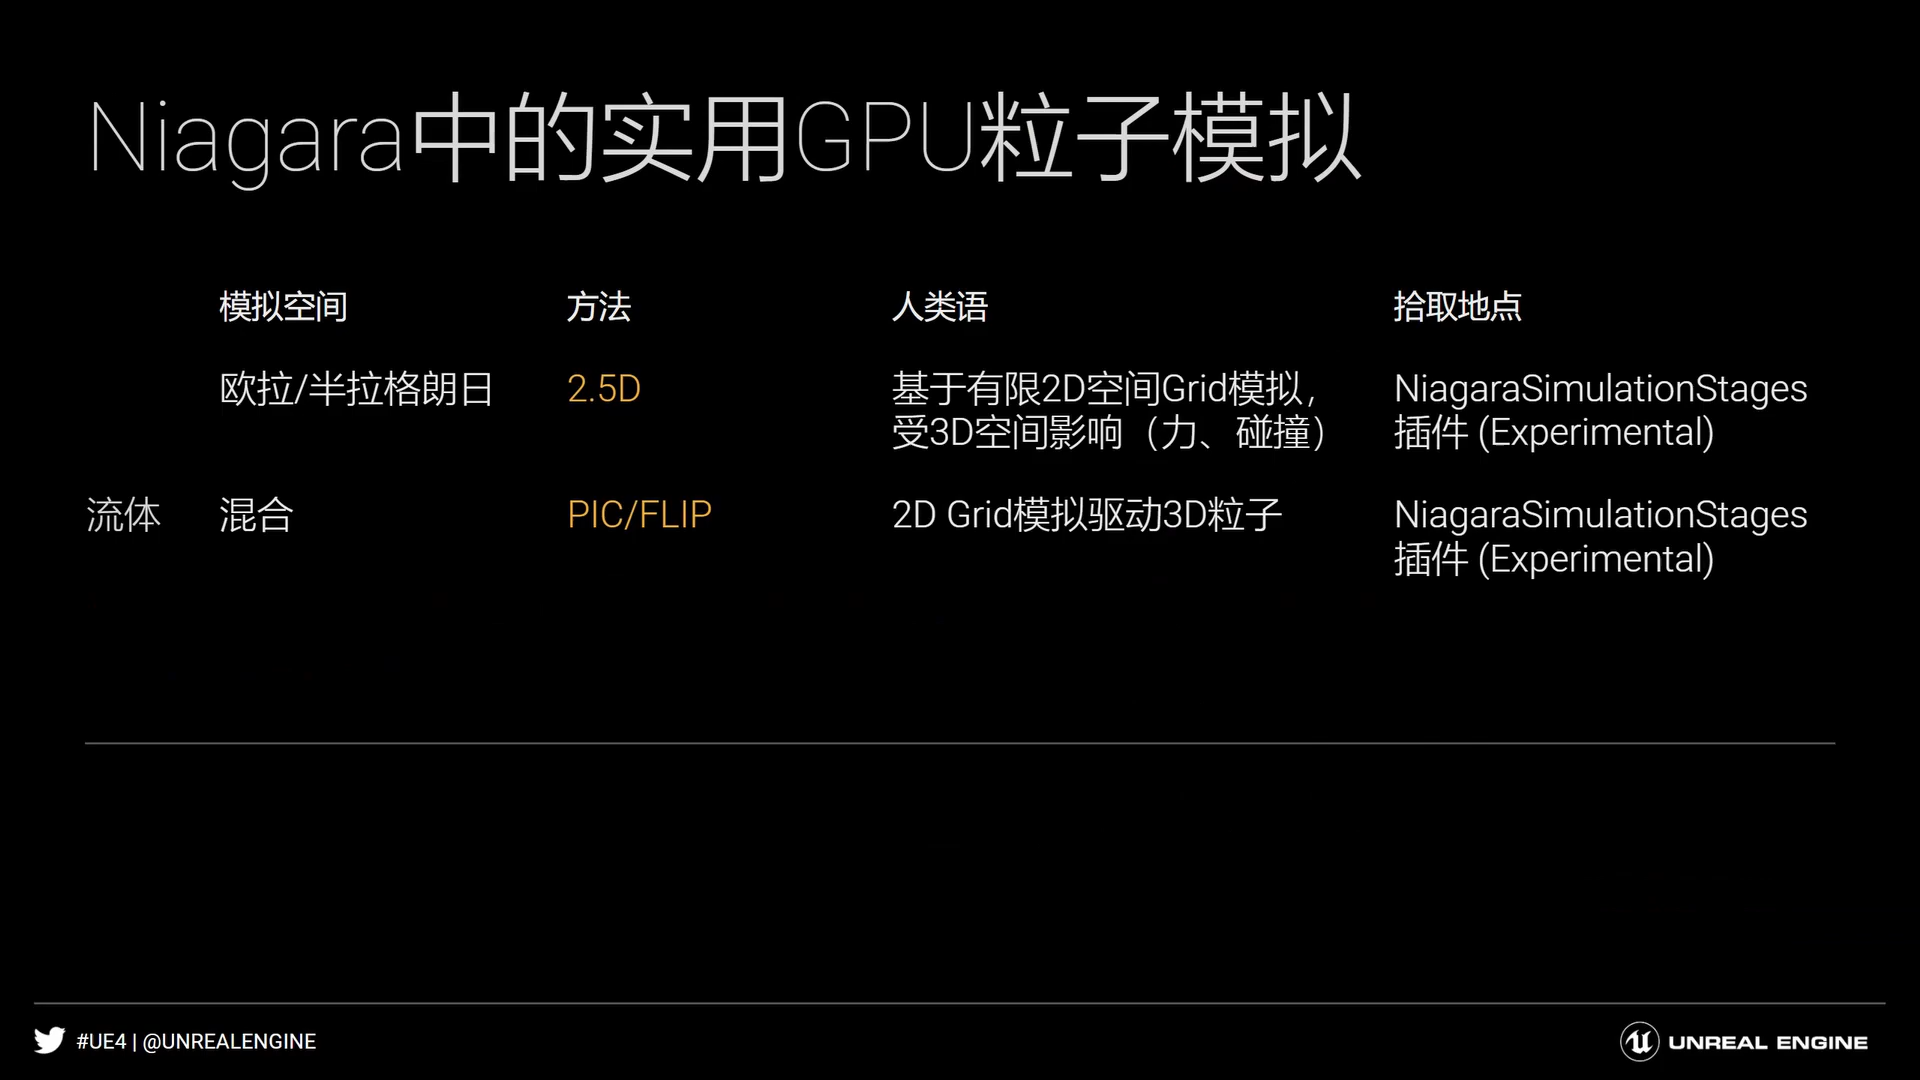 Niagara中的实用GPU粒子模拟
模拟空间 方法 人类语 拾取地点
欧拉/半拉格朗日 2.5D 基于有限2D空间Grid模拟, NiagaraSimulationStages
受3D空间影响（力、碰撞） 插件 (Experimental)
流体 混合 PIC/FLIP 2D Grid模拟驱动3D粒子 NiagaraSimulationStages
插件 (Experimental)
#UE4 | @UNREALENGINE
UNREAL ENGINE